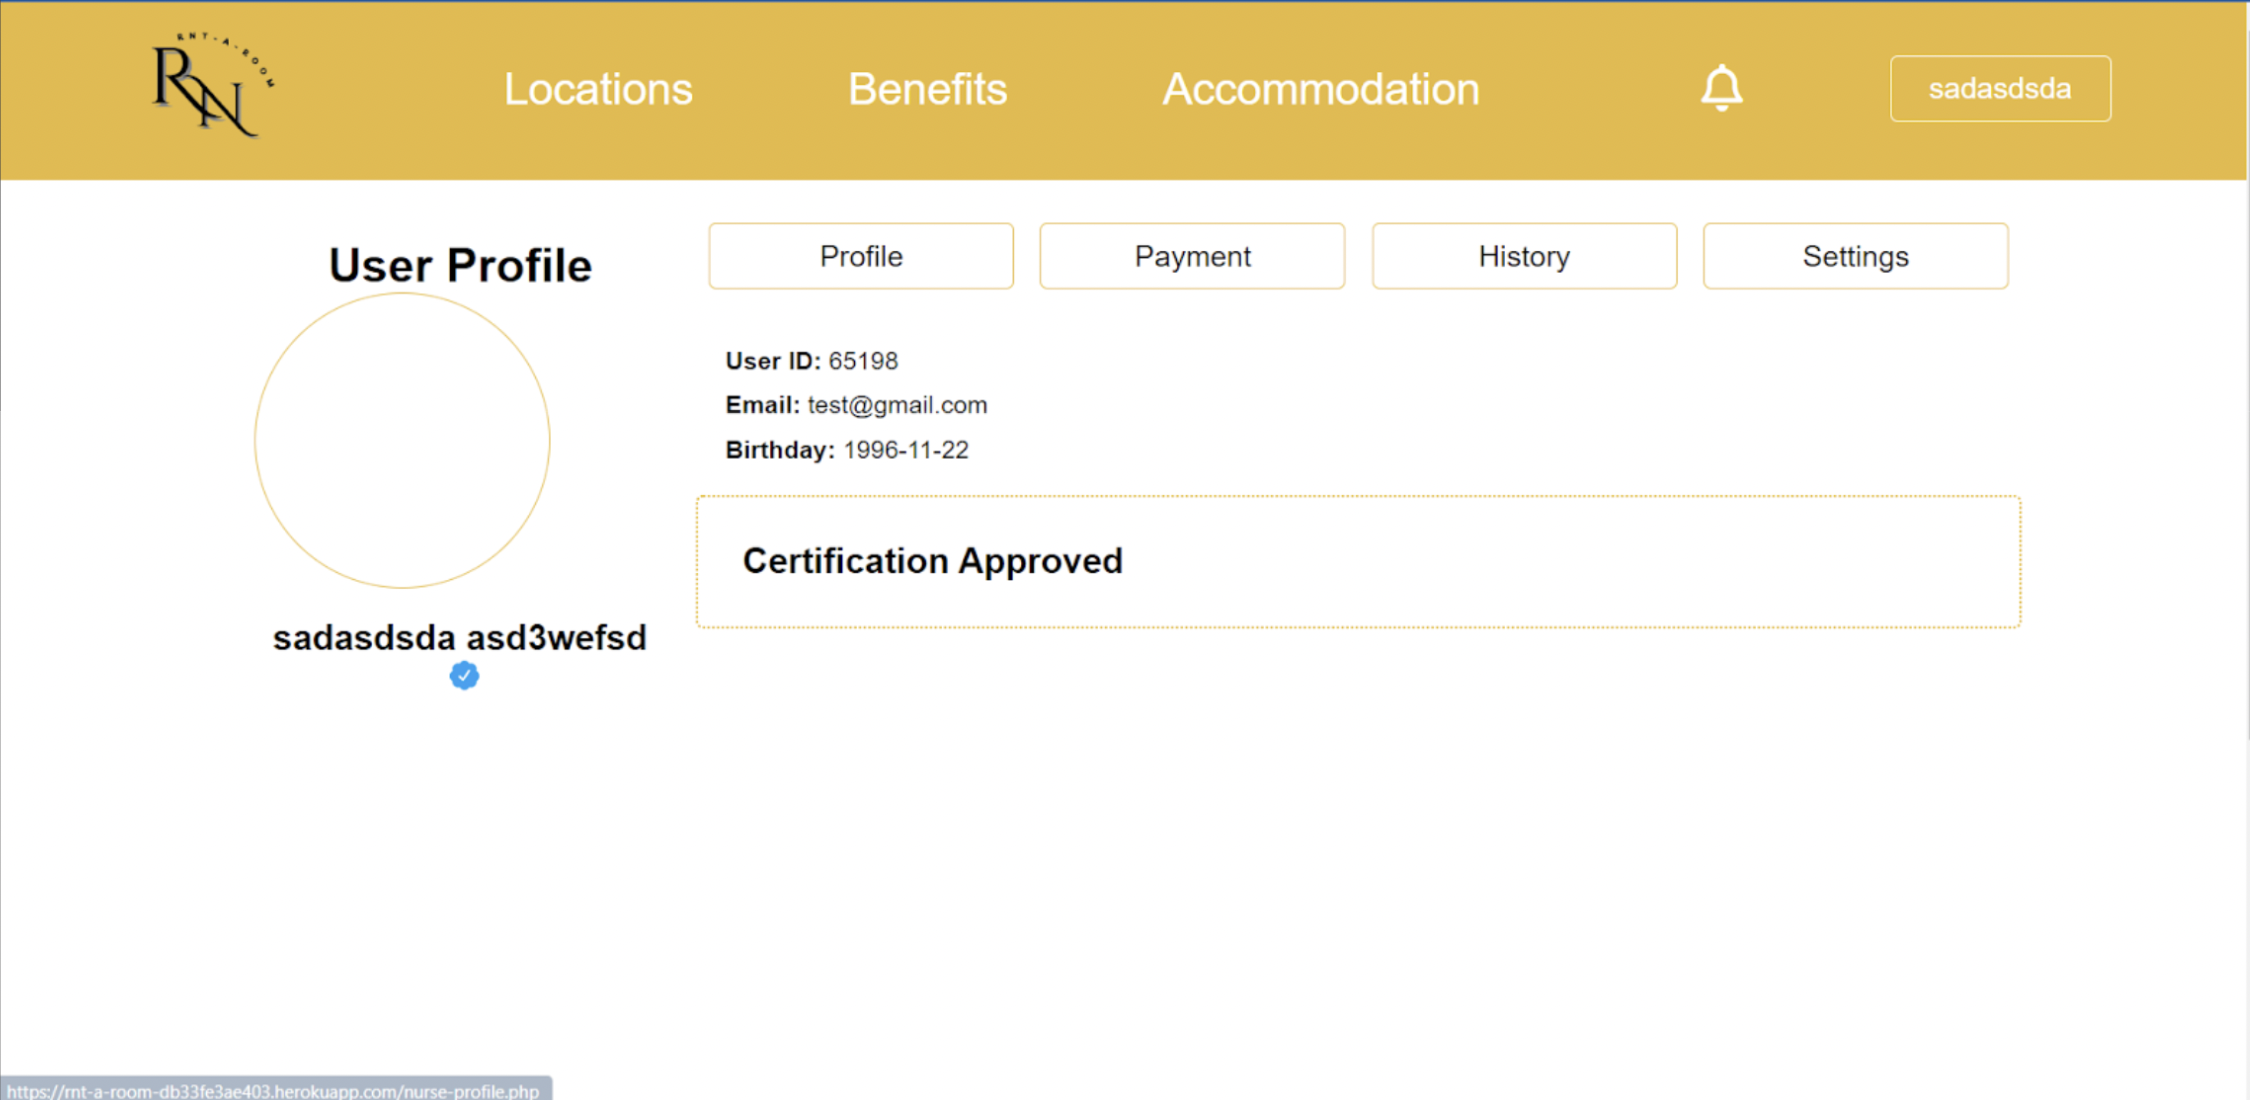 RNT-A-ROOM
RN
Locations Benefits Accommodation sadasdsda
User Profile
Profile Payment History Settings
User ID: 65198
Email: test@gmail.com
Birthday: 1996-11-22
Certification Approved
sadasdsda asd3wefsd
https://rnt-a-room-db33fe3ae403.herokuapp.com/nurse-profile.php